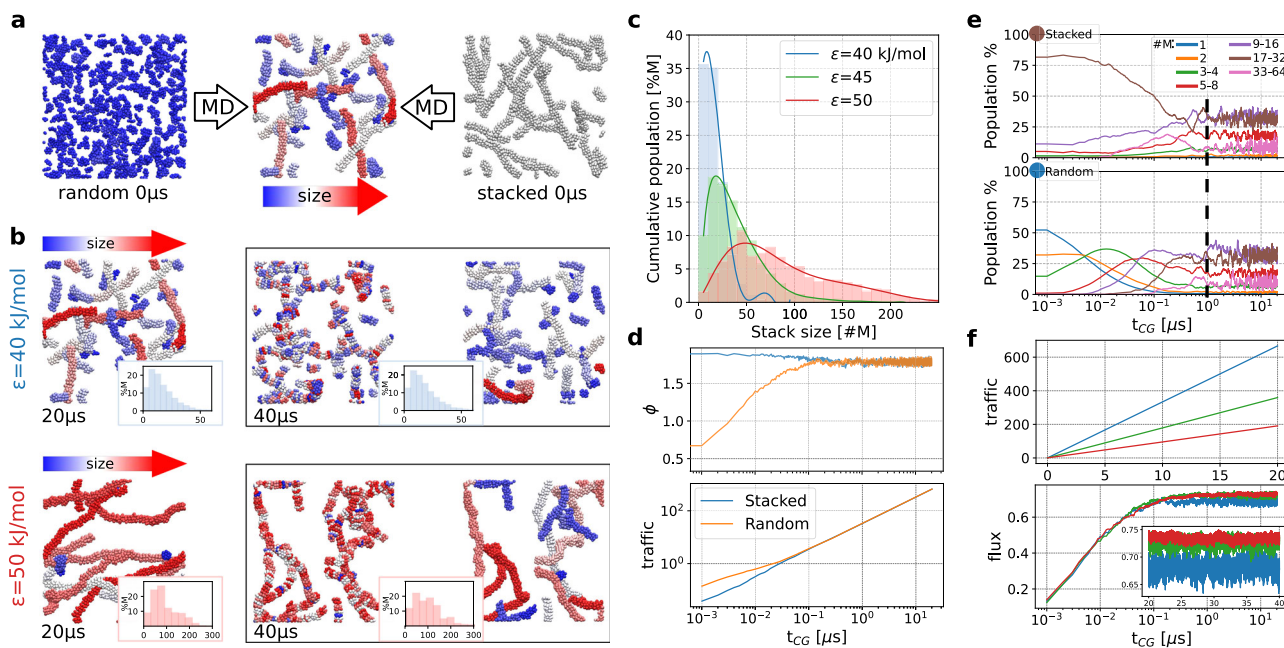 a
MD
MD
random 0µs
size
stacked 0µs
b
size
ε=40 kJ/mol
%M
20
10
0
0
50
20µs
%M
20
10
0
0
50
40µs
size
ε=50 kJ/mol
%M
20
10
0
0
100
200
300
20µs
%M
20
10
0
0
100
200
300
40µs
c
Cumulative population [%M]
40
35
30
25
20
15
10
5
0
ε=40 kJ/mol
ε=45
ε=50
0
50
100
150
200
Stack size [#M]
d
ϕ
1.5
1.0
0.5
traffic
10²
10⁰
Stacked
Random
10⁻³
10⁻²
10⁻¹
10⁰
10¹
t_CG [µs]
e
Population %
100
75
50
25
0
Stacked
#M:
1
2
3-4
5-8
9-16
17-32
33-64
Population %
100
75
50
25
0
Random
10⁻³
10⁻²
10⁻¹
10⁰
10¹
t_CG [µs]
f
traffic
600
400
200
0
0
5
10
15
20
flux
0.6
0.4
0.2
0.75
0.70
0.65
20
25
30
35
40
10⁻³
10⁻²
10⁻¹
10⁰
10¹
t_CG [µs]